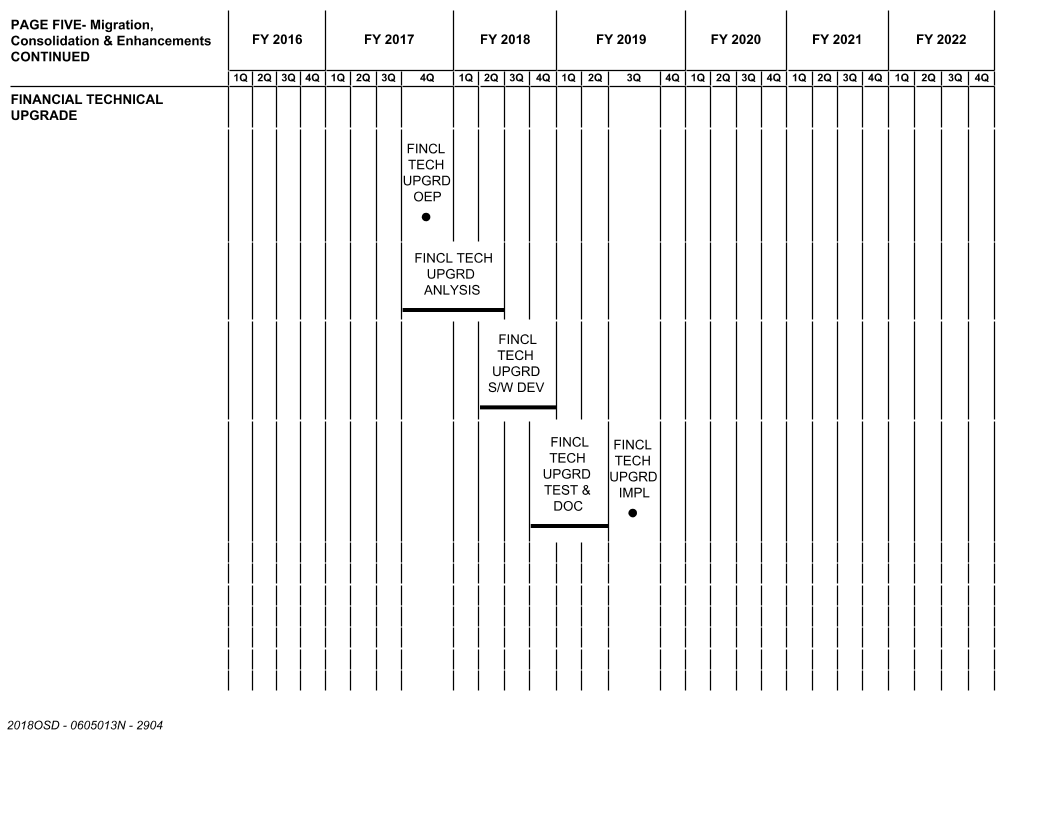 PAGE FIVE- Migration,
Consolidation & Enhancements
CONTINUED
FY 2016 FY 2017 FY 2018 FY 2019 FY 2020 FY 2021 FY 2022
1Q 2Q 3Q 4Q 1Q 2Q 3Q 4Q 1Q 2Q 3Q 4Q 1Q 2Q 3Q 4Q 1Q 2Q 3Q 4Q 1Q 2Q 3Q 4Q 1Q 2Q 3Q 4Q
FINANCIAL TECHNICAL
UPGRADE
FINCL
TECH
UPGRD
OEP
FINCL TECH
UPGRD
ANLYSIS
FINCL
TECH
UPGRD
S/W DEV
FINCL
TECH
UPGRD
TEST &
DOC
FINCL
TECH
UPGRD
IMPL
2018OSD - 0605013N - 2904